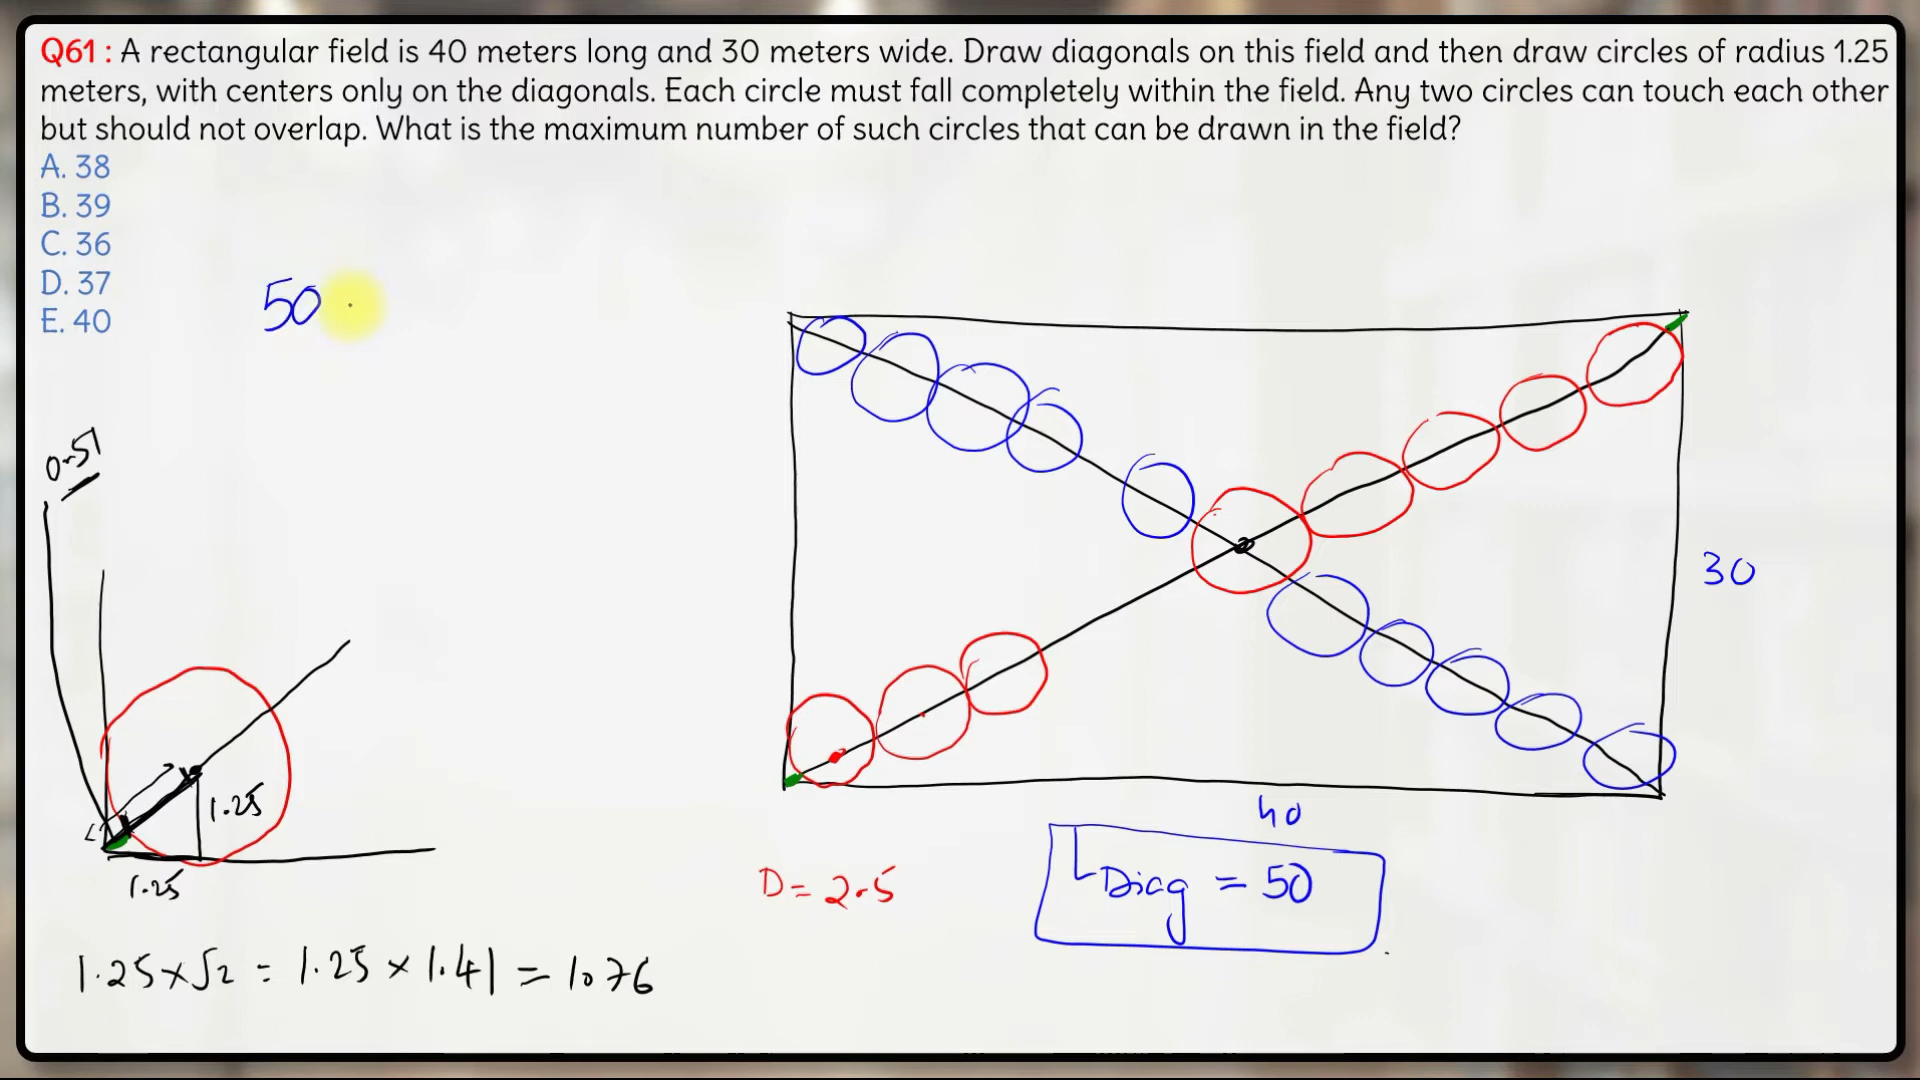 Q61 : A rectangular field is 40 meters long and 30 meters wide. Draw diagonals on this field and then draw circles of radius 1.25
meters, with centers only on the diagonals. Each circle must fall completely within the field. Any two circles can touch each other
but should not overlap. What is the maximum number of such circles that can be drawn in the field?
A. 38
B. 39
C. 36
D. 37
E. 40
50
0.51
30
1.25
1.25
40
D = 2.5
Diag = 50
1.25 × √2 = 1.25 × 1.41 = 1.76